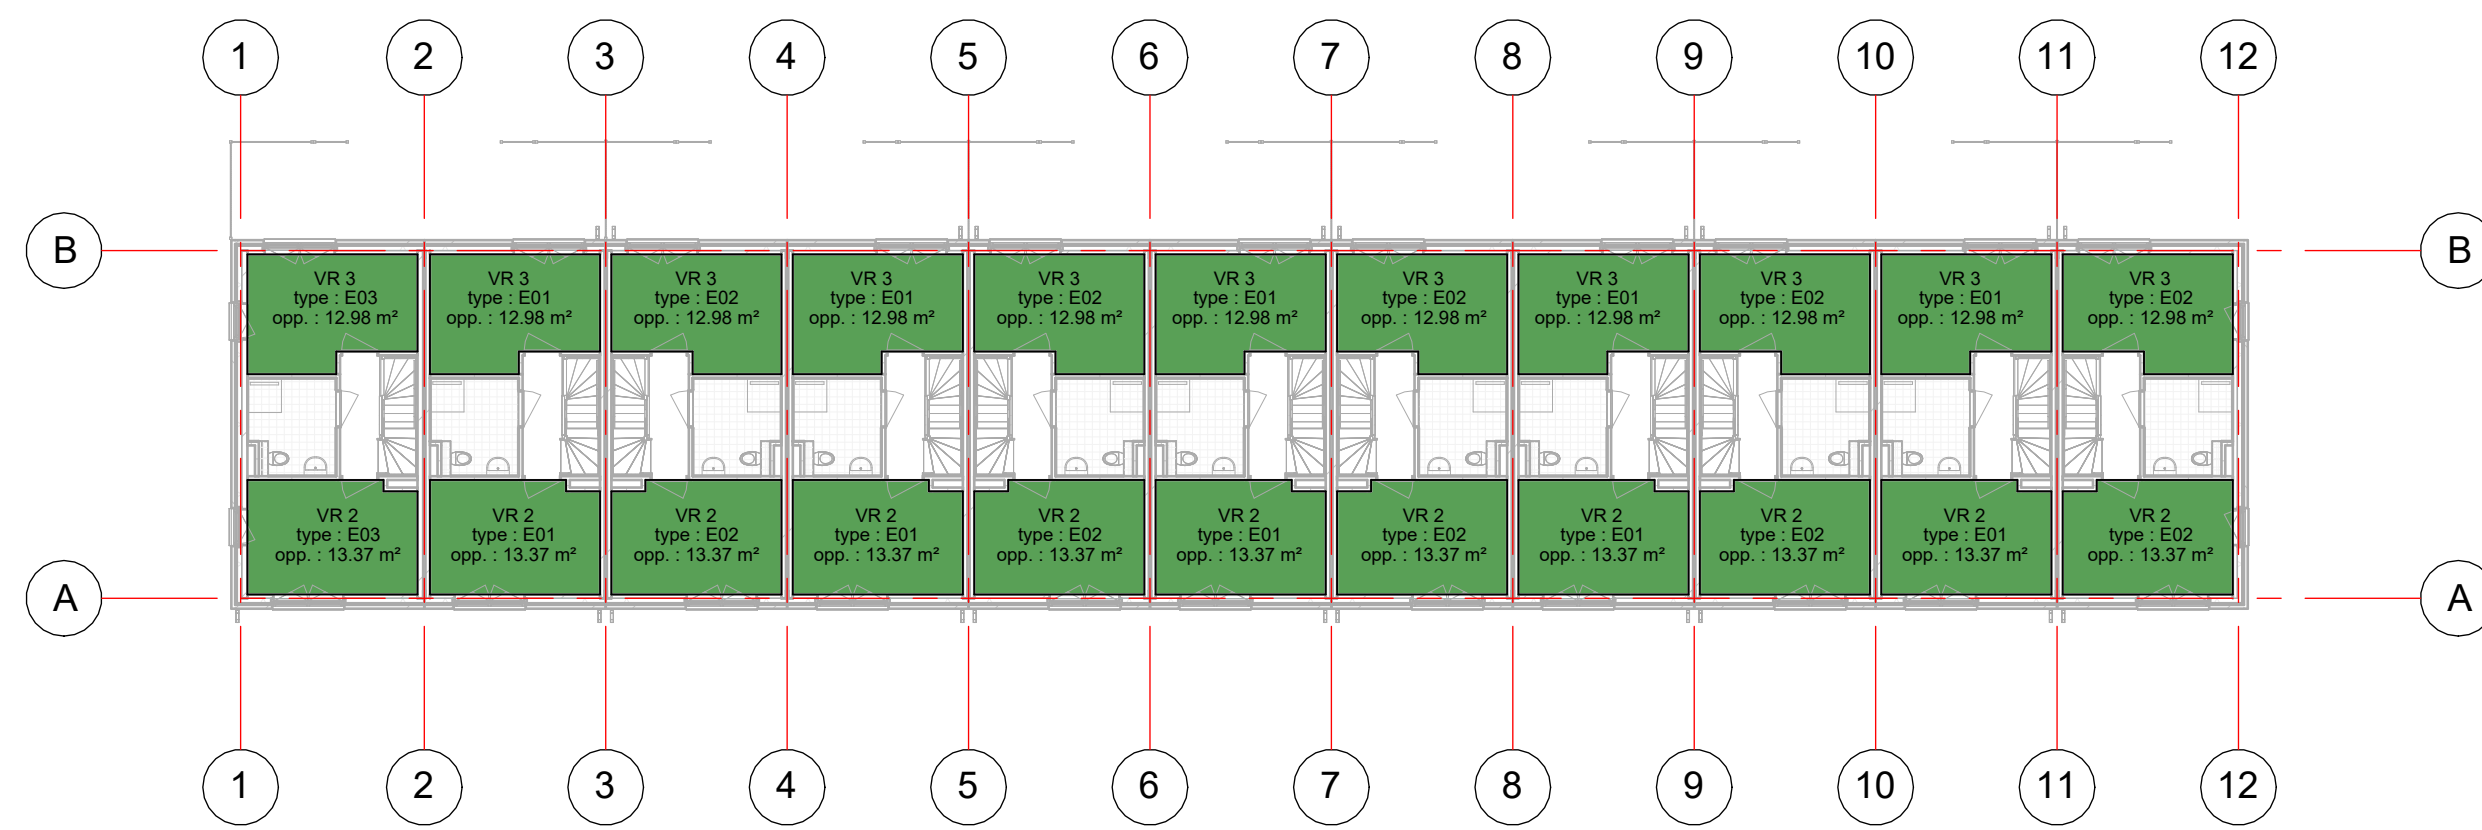 1 2 3 4 5 6 7 8 9 10 11 12
B B
VR 3
type : E03
opp. : 12.98 m²
VR 3
type : E01
opp. : 12.98 m²
VR 3
type : E02
opp. : 12.98 m²
VR 3
type : E01
opp. : 12.98 m²
VR 3
type : E02
opp. : 12.98 m²
VR 3
type : E01
opp. : 12.98 m²
VR 3
type : E02
opp. : 12.98 m²
VR 3
type : E01
opp. : 12.98 m²
VR 3
type : E02
opp. : 12.98 m²
VR 3
type : E01
opp. : 12.98 m²
VR 3
type : E02
opp. : 12.98 m²
VR 2
type : E03
opp. : 13.37 m²
VR 2
type : E01
opp. : 13.37 m²
VR 2
type : E02
opp. : 13.37 m²
VR 2
type : E01
opp. : 13.37 m²
VR 2
type : E02
opp. : 13.37 m²
VR 2
type : E01
opp. : 13.37 m²
VR 2
type : E02
opp. : 13.37 m²
VR 2
type : E01
opp. : 13.37 m²
VR 2
type : E02
opp. : 13.37 m²
VR 2
type : E01
opp. : 13.37 m²
VR 2
type : E02
opp. : 13.37 m²
A A
1 2 3 4 5 6 7 8 9 10 11 12